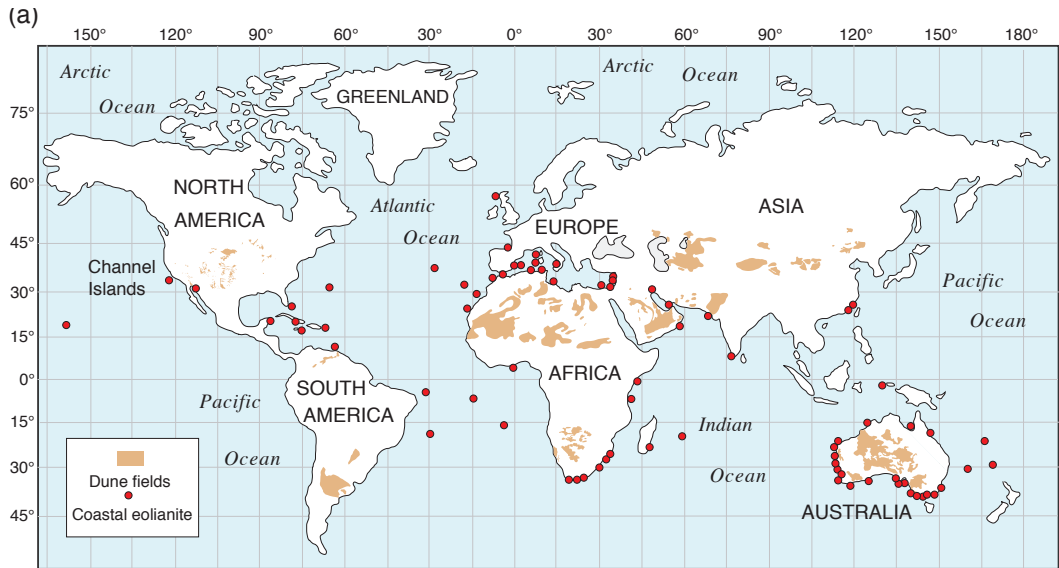 (a)
150° 120° 90° 60° 30° 0° 30° 60° 90° 120° 150° 180°
Arctic
Ocean
Arctic
Ocean
GREENLAND
75°
60°
45°
30°
15°
0°
15°
30°
45°
NORTH
AMERICA
Atlantic
Ocean
EUROPE
ASIA
Channel
Islands
Pacific
Ocean
SOUTH
AMERICA
AFRICA
Pacific
Ocean
Indian
Ocean
AUSTRALIA
Dune fields
Coastal eolianite